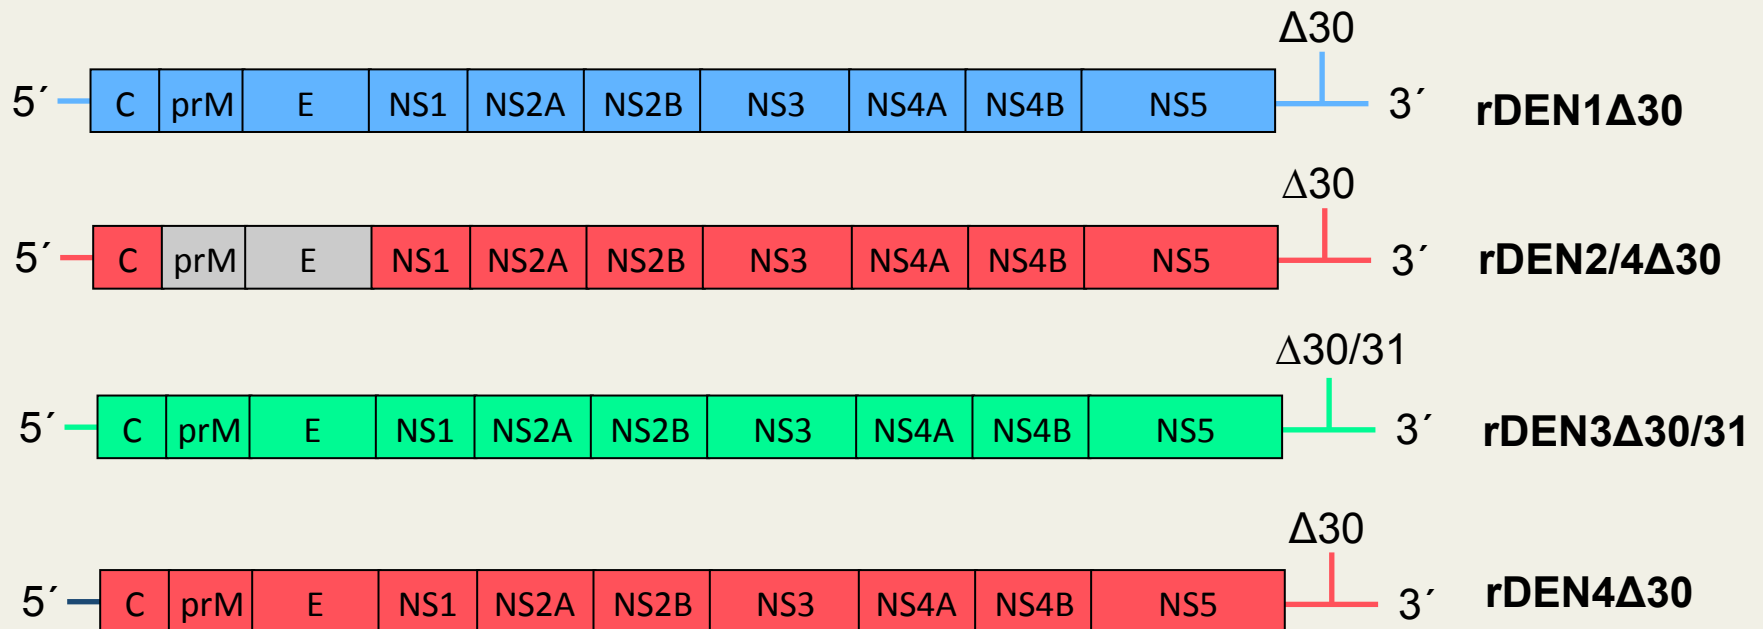 Δ30
5´ C prM E NS1 NS2A NS2B NS3 NS4A NS4B NS5 3´ rDEN1Δ30
Δ30
5´ C prM E NS1 NS2A NS2B NS3 NS4A NS4B NS5 3´ rDEN2/4Δ30
Δ30/31
5´ C prM E NS1 NS2A NS2B NS3 NS4A NS4B NS5 3´ rDEN3Δ30/31
Δ30
5´ C prM E NS1 NS2A NS2B NS3 NS4A NS4B NS5 3´ rDEN4Δ30